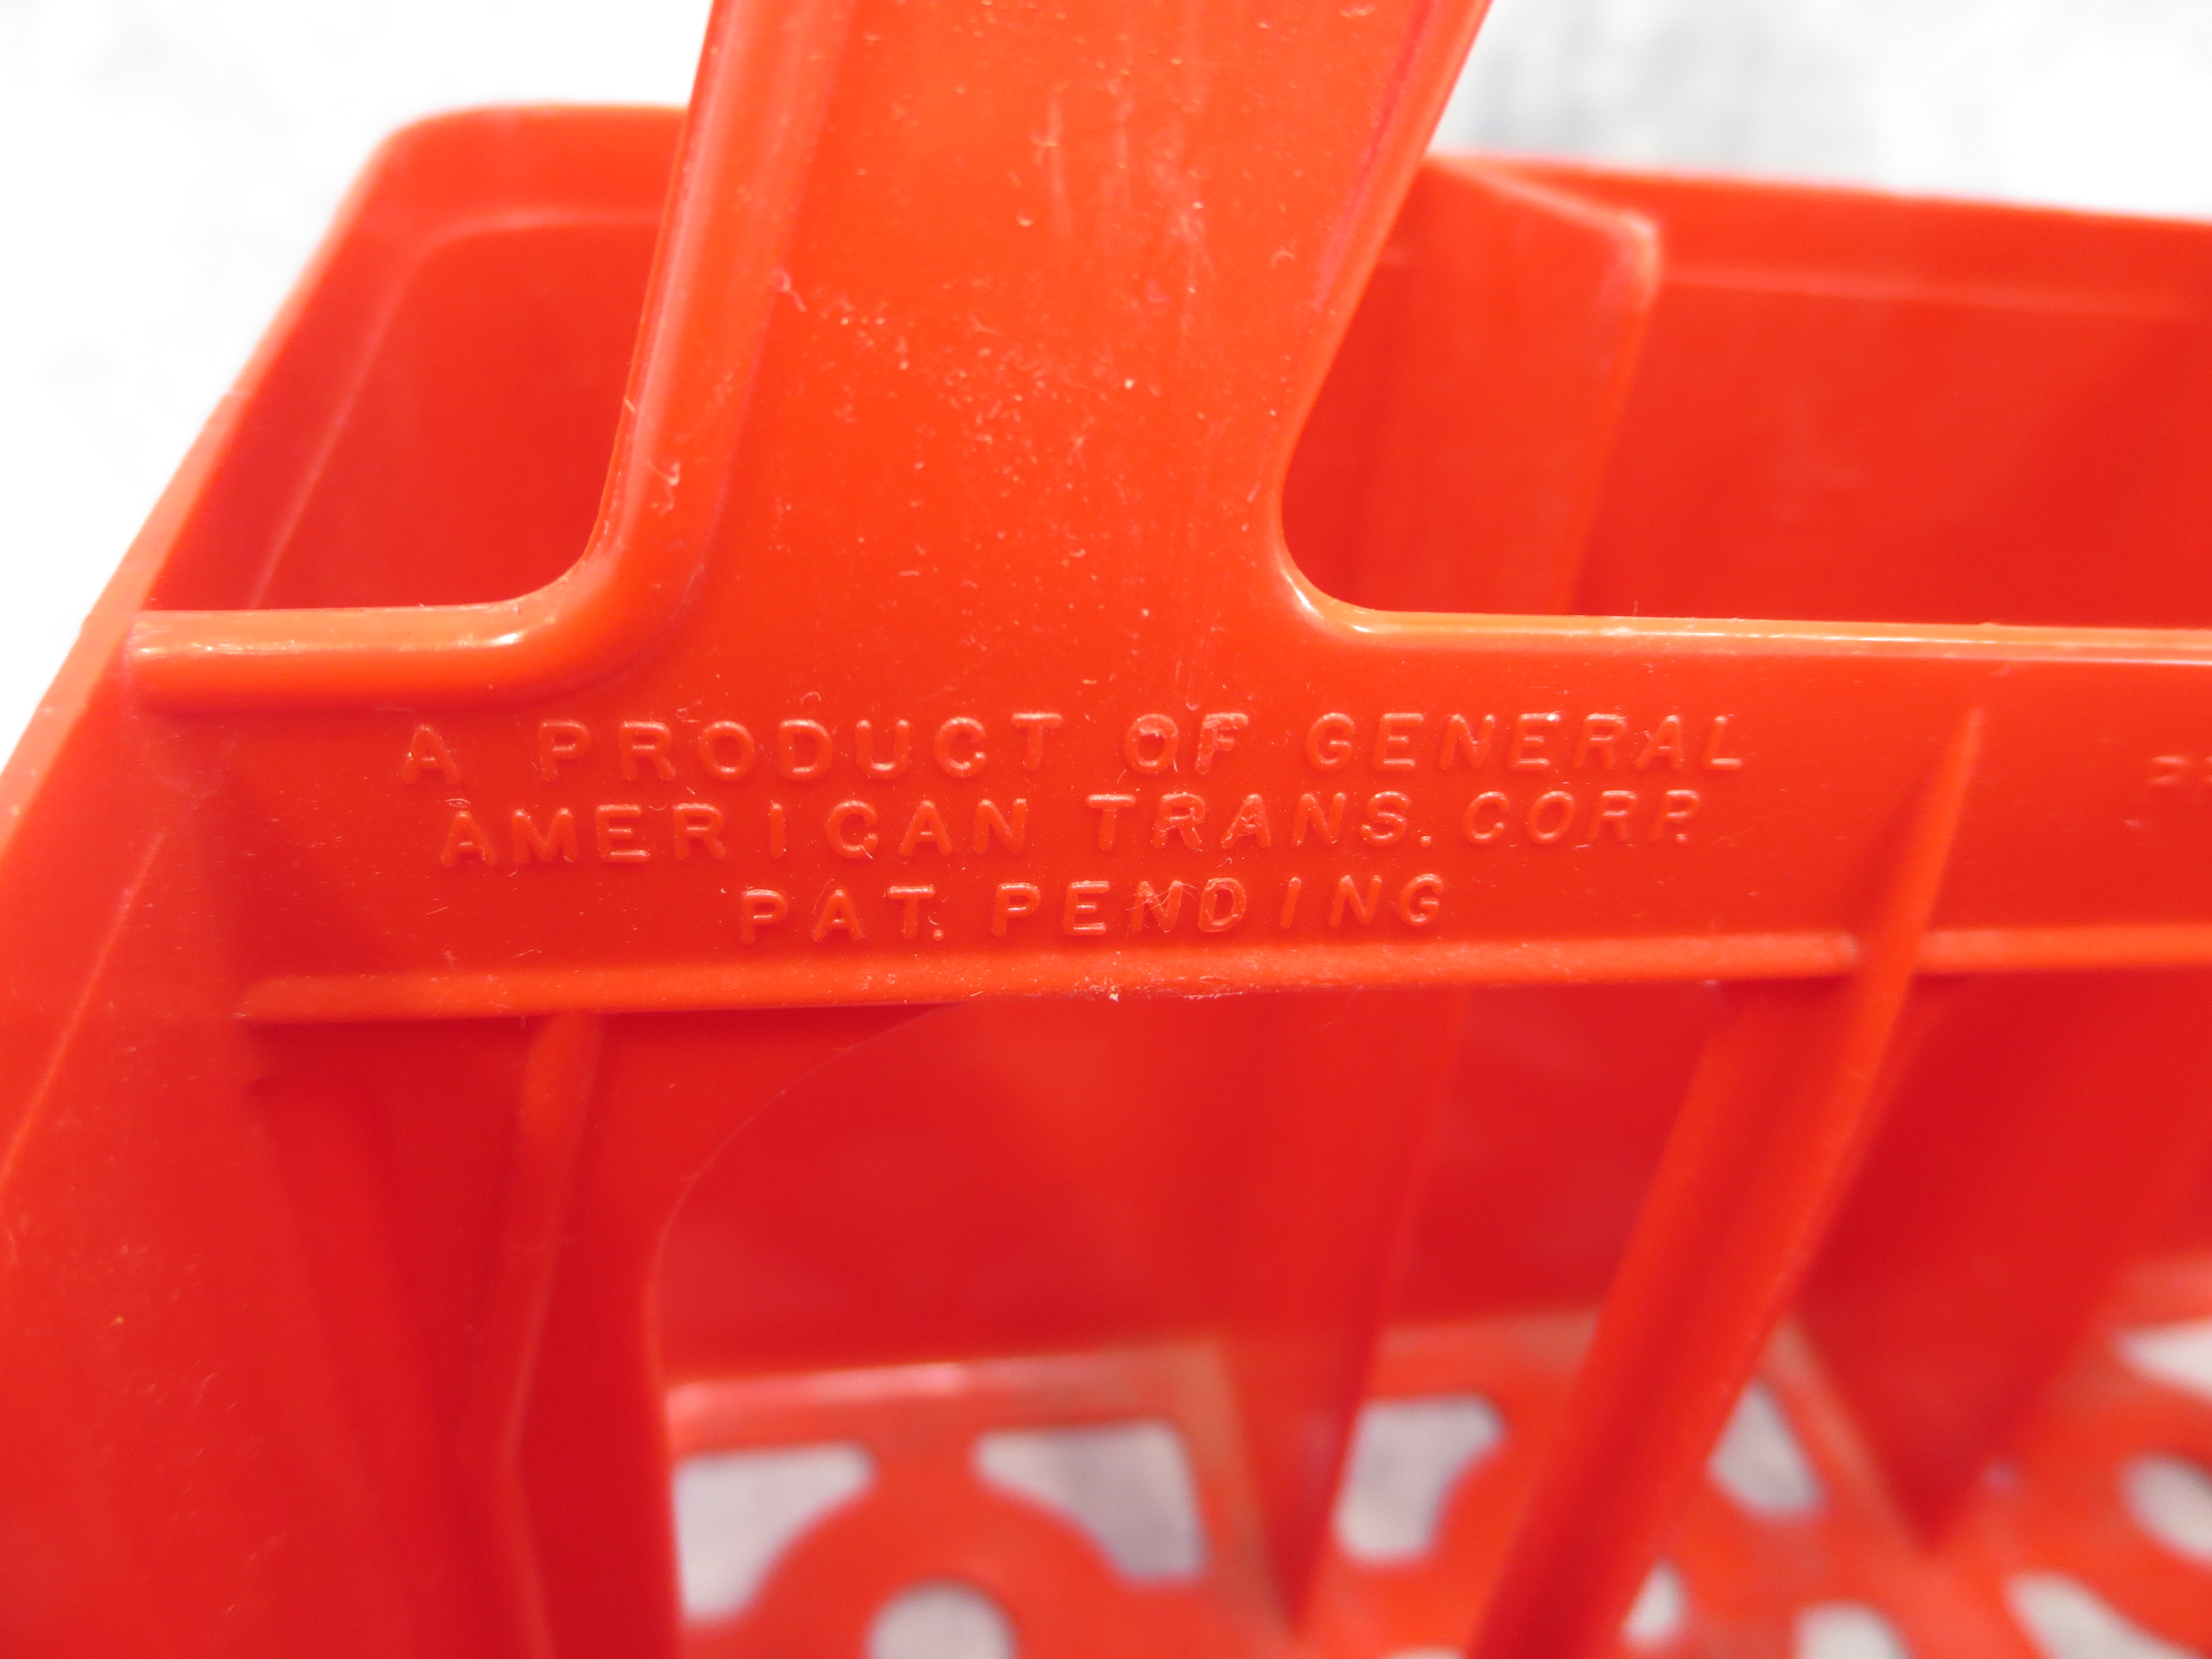 A PRODUCT OF GENERAL
AMERICAN TRANS. CORP.
PAT. PENDING